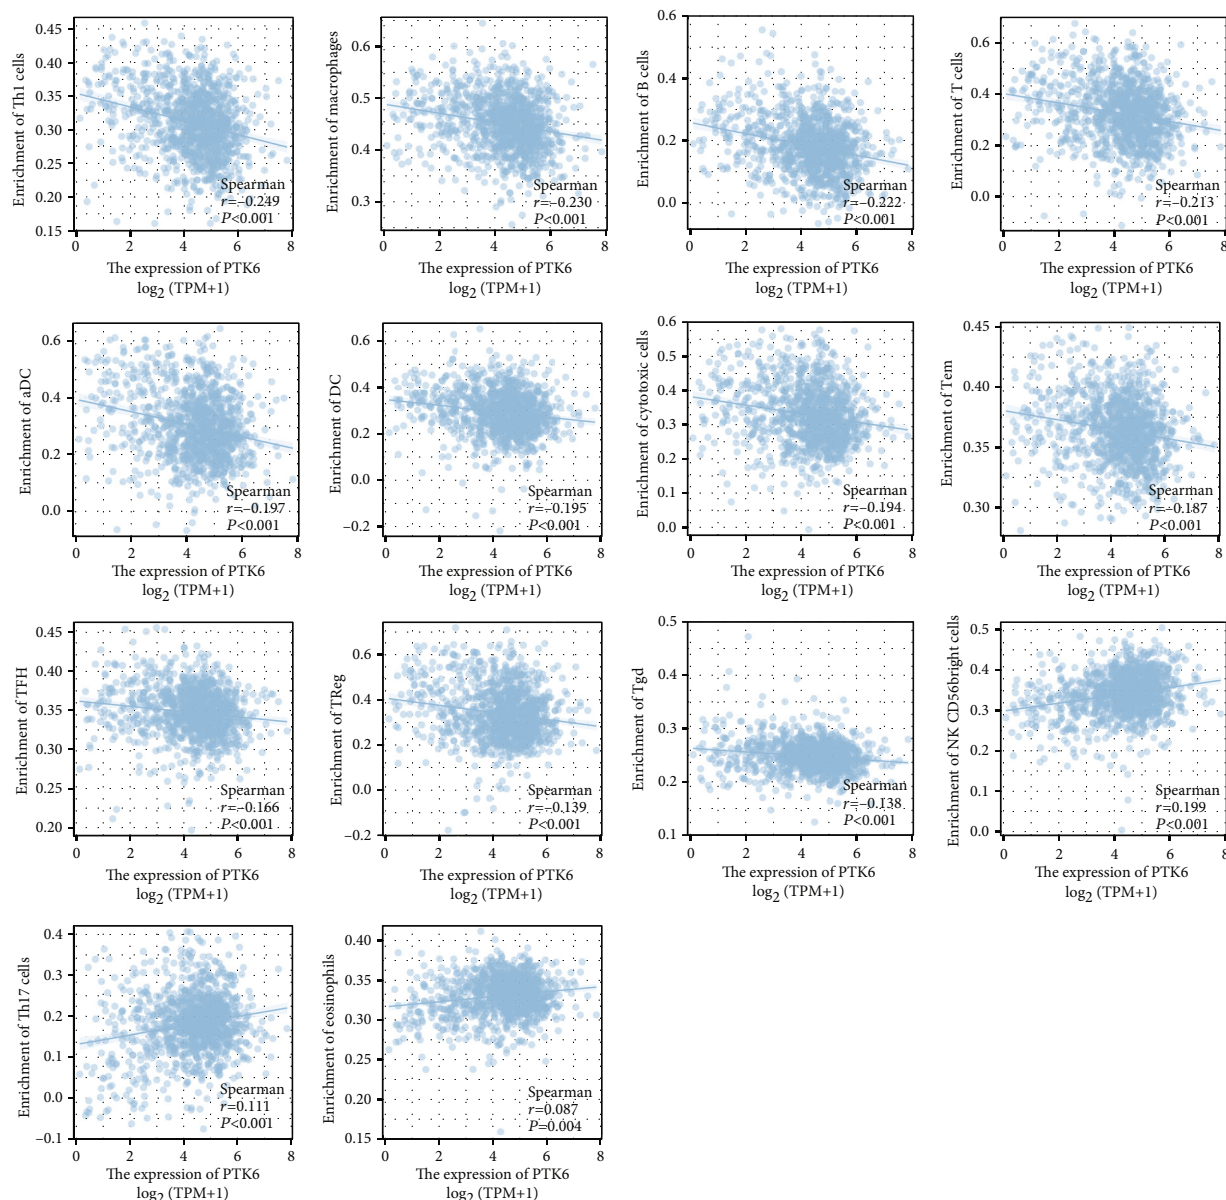 Enrichment of Th1 cells
0.45
0.40
0.35
0.30
0.25
0.20
0.15
Spearman
r=−0.249
P<0.001
0 2 4 6 8
The expression of PTK6
log2 (TPM+1)
Enrichment of macrophages
0.6
0.5
0.4
0.3
Spearman
r=−0.230
P<0.001
0 2 4 6 8
The expression of PTK6
log2 (TPM+1)
Enrichment of B cells
0.6
0.4
0.2
0.0
Spearman
r=−0.222
P<0.001
0 2 4 6 8
The expression of PTK6
log2 (TPM+1)
Enrichment of T cells
0.6
0.4
0.2
0.0
Spearman
r=−0.213
P<0.001
0 2 4 6 8
The expression of PTK6
log2 (TPM+1)
Enrichment of aDC
0.6
0.4
0.2
0.0
Spearman
r=−0.197
P<0.001
0 2 4 6 8
The expression of PTK6
log2 (TPM+1)
Enrichment of DC
0.6
0.4
0.2
0.0
−0.2
Spearman
r=−0.195
P<0.001
0 2 4 6 8
The expression of PTK6
log2 (TPM+1)
Enrichment of cytotoxic cells
0.6
0.5
0.4
0.3
0.2
0.1
0.0
Spearman
r=−0.194
P<0.001
0 2 4 6 8
The expression of PTK6
log2 (TPM+1)
Enrichment of Tem
0.45
0.40
0.35
0.30
Spearman
r=−0.187
P<0.001
0 2 4 6 8
The expression of PTK6
log2 (TPM+1)
Enrichment of TFH
0.45
0.40
0.35
0.30
0.25
0.20
Spearman
r=−0.166
P<0.001
0 2 4 6 8
The expression of PTK6
log2 (TPM+1)
Enrichment of TReg
0.6
0.4
0.2
0.0
−0.2
Spearman
r=−0.139
P<0.001
0 2 4 6 8
The expression of PTK6
log2 (TPM+1)
Enrichment of Tgd
0.5
0.4
0.3
0.2
0.1
Spearman
r=−0.138
P<0.001
0 2 4 6 8
The expression of PTK6
log2 (TPM+1)
Enrichment of NK CD56bright cells
0.5
0.4
0.3
0.2
0.1
0.0
Spearman
r=0.199
P<0.001
0 2 4 6 8
The expression of PTK6
log2 (TPM+1)
Enrichment of Th17 cells
0.4
0.3
0.2
0.1
0.0
−0.1
Spearman
r=0.111
P<0.001
0 2 4 6 8
The expression of PTK6
log2 (TPM+1)
Enrichment of eosinophils
0.40
0.35
0.30
0.25
0.20
0.15
Spearman
r=0.087
P=0.004
0 2 4 6 8
The expression of PTK6
log2 (TPM+1)